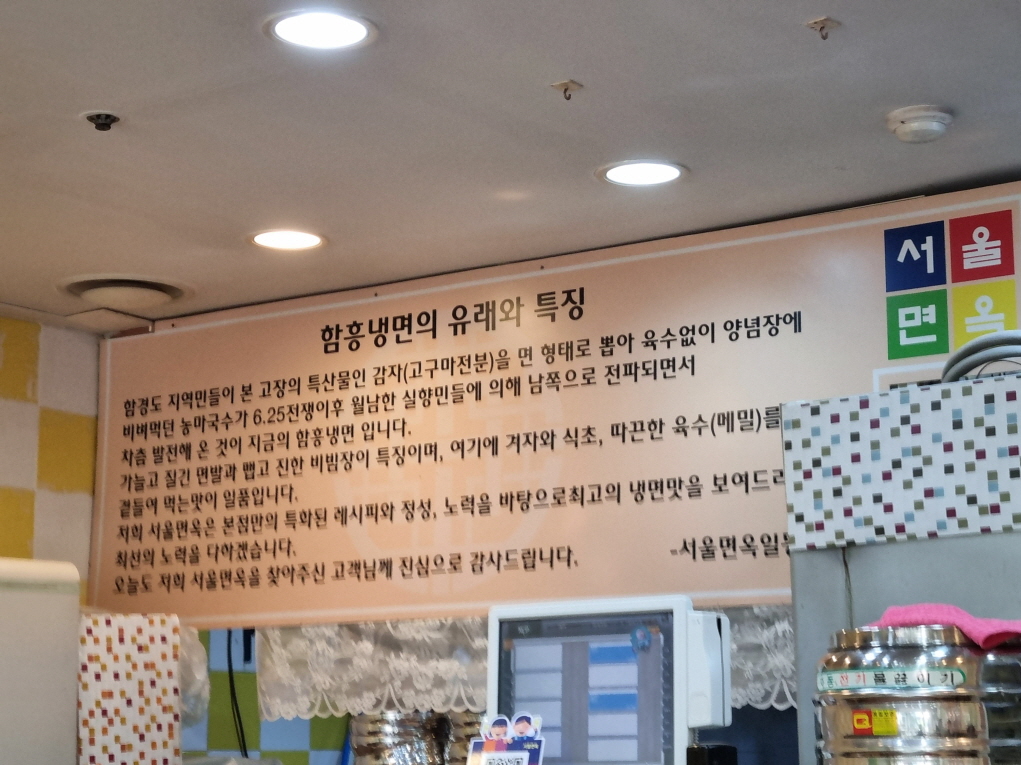 함흥냉면의 유래와 특징
함경도 지역민들이 본 고장의 특산물인 감자(고구마전분)을 면 형태로 뽑아 육수없이 양념장에
비벼먹던 농마국수가 6.25전쟁이후 월남한 실향민들에 의해 남쪽으로 전파되면서
차츰 발전해 온 것이 지금의 함흥냉면 입니다.
가늘고 질긴 면발과 맵고 진한 비빔장이 특징이며, 여기에 겨자와 식초, 따끈한 육수(메밀)를
곁들여 먹는맛이 일품입니다.
저희 서울면옥은 본점만의 특화된 레시피와 정성, 노력을 바탕으로최고의 냉면맛을 보여드리
최선의 노력을 다하겠습니다.
오늘도 저희 서울면옥을 찾아주신 고객님께 진심으로 감사드립니다.
-서울면옥일
서울
면옥
전기물끓이기